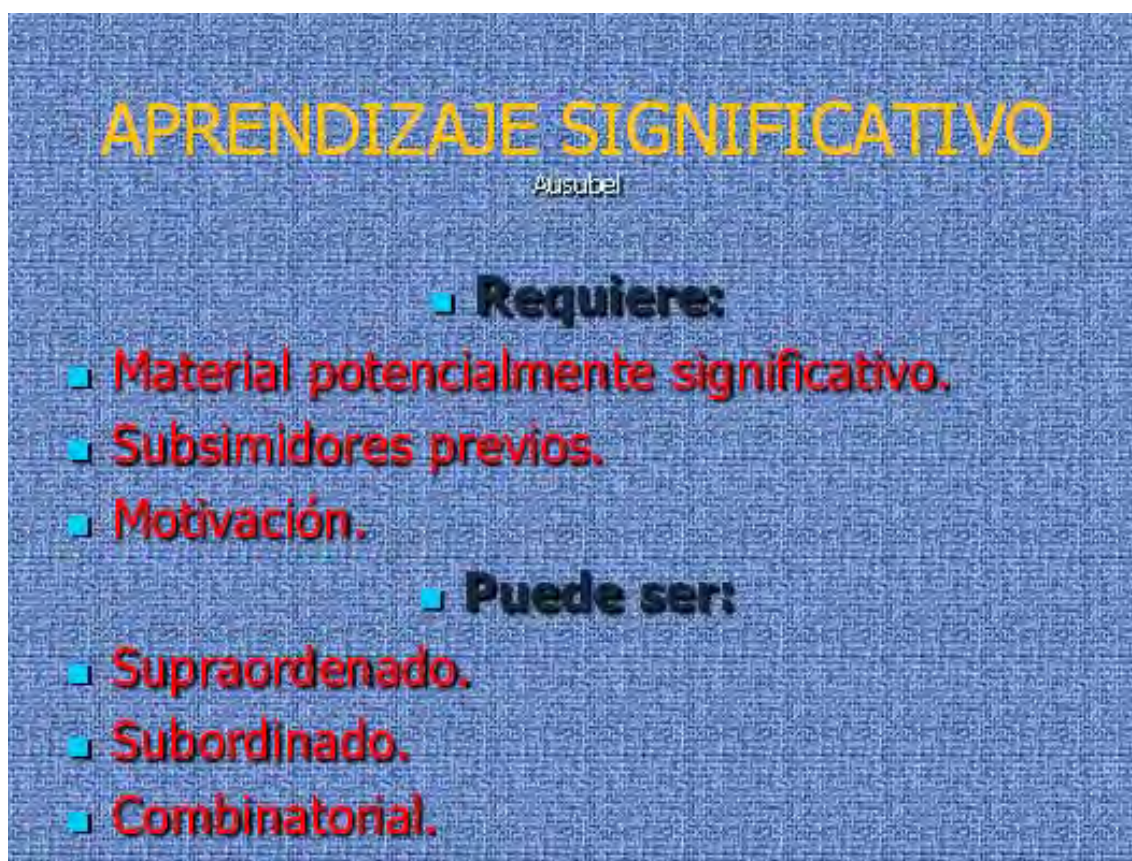 APRENDIZAJE SIGNIFICATIVO
Ausubel
Requiere:
Material potencialmente significativo.
Subsimidores previos.
Motivación.
Puede ser:
Supraordenado.
Subordinado.
Combinatorial.